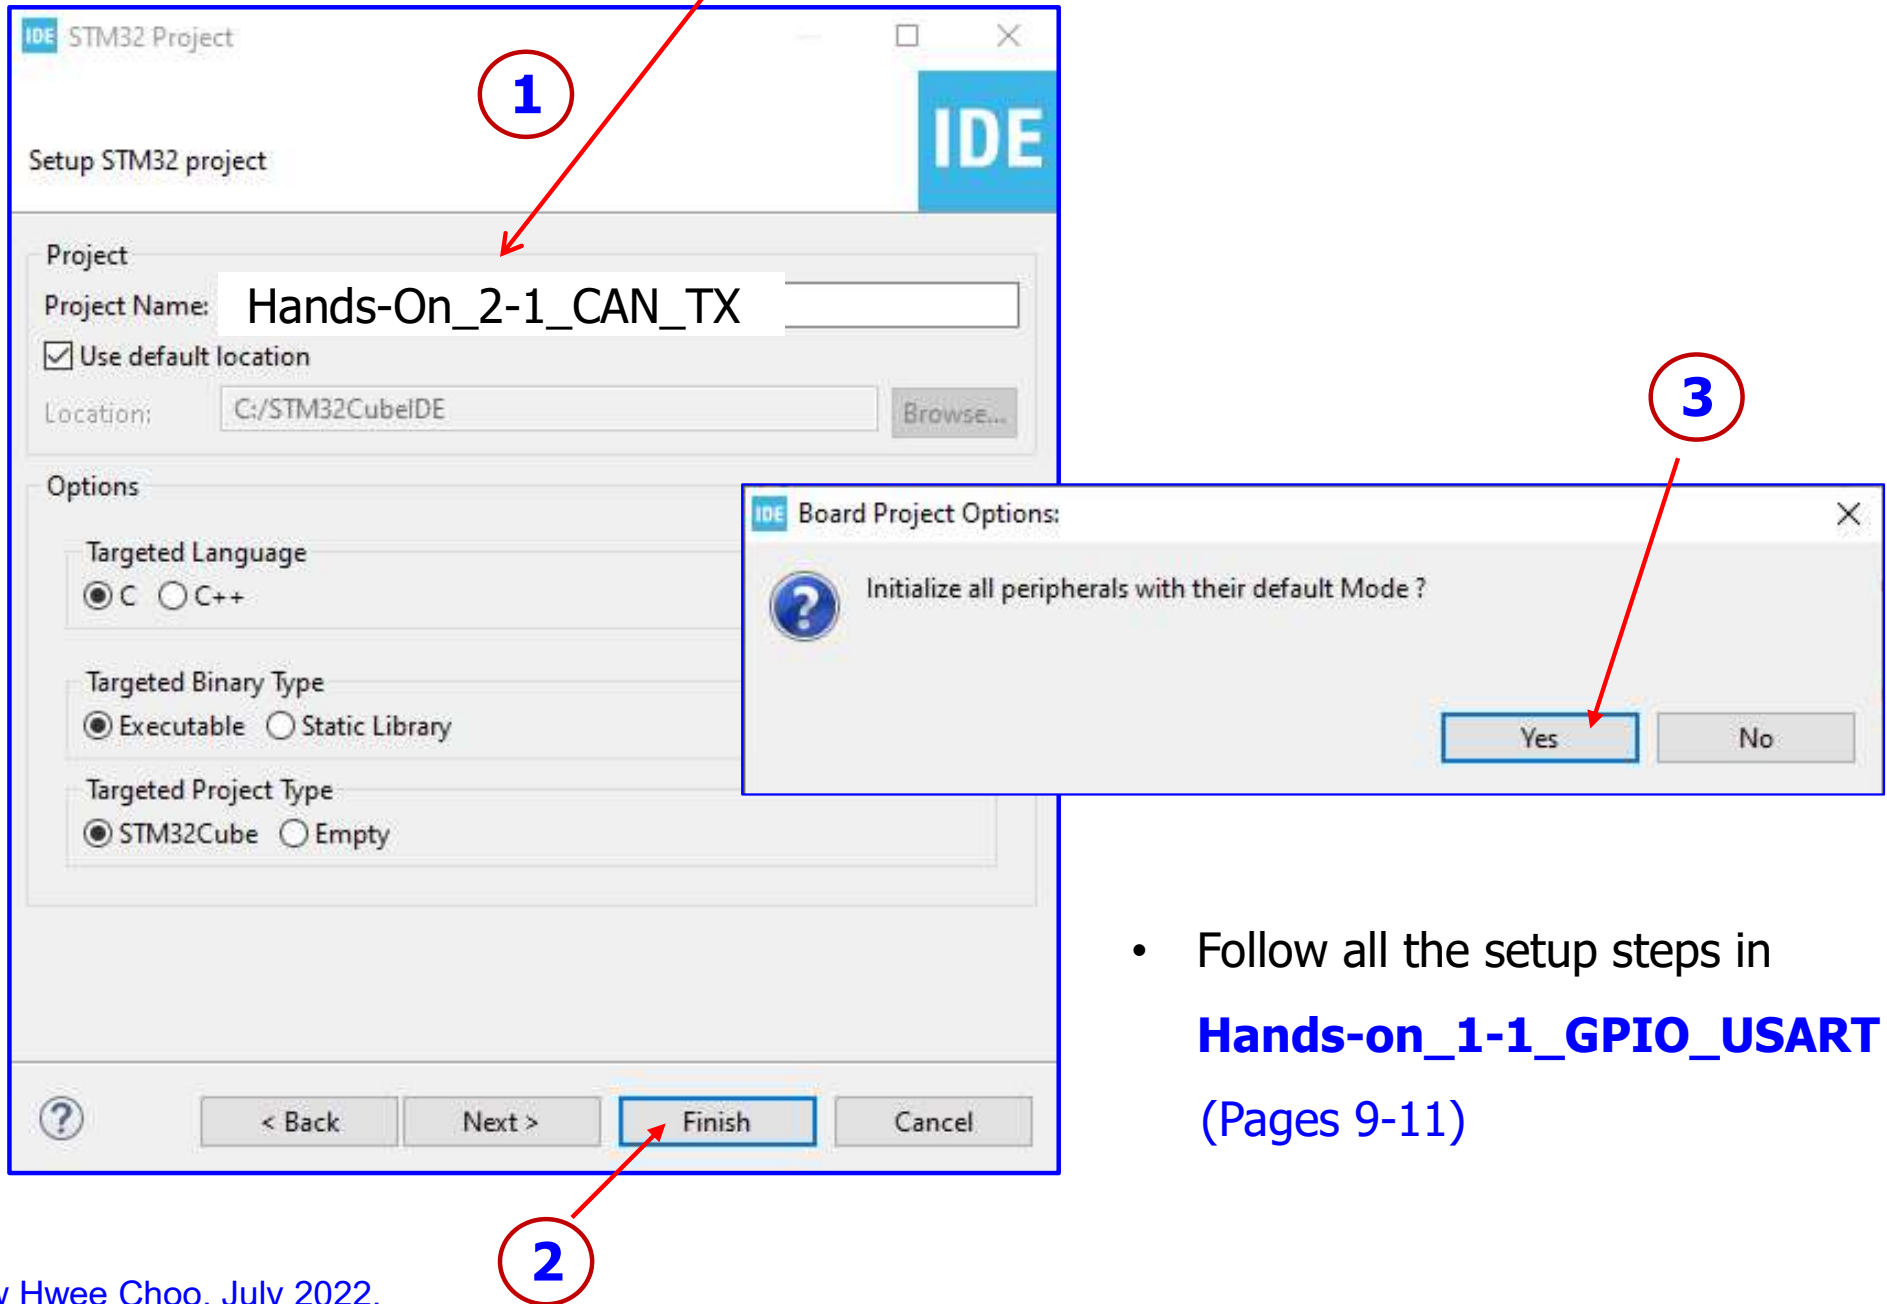 IDE STM32 Project
1
IDE
Setup STM32 project
Project
Project Name: Hands-On_2-1_CAN_TX
Use default location
Location: C:/STM32CubeIDE Browse...
3
Options
IDE Board Project Options:
Targeted Language
C C++
Initialize all peripherals with their default Mode ?
Targeted Binary Type
Executable Static Library
Yes No
Targeted Project Type
STM32Cube Empty
• Follow all the setup steps in
Hands-on_1-1_GPIO_USART
(Pages 9-11)
? < Back Next > Finish Cancel
2
Hwee Choo, July 2022.